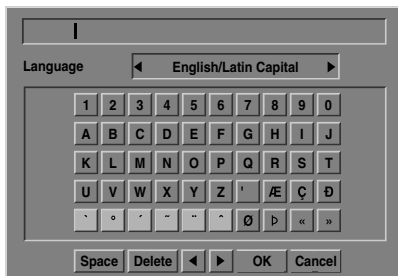 Language ◀ English/Latin Capital ▶
1 2 3 4 5 6 7 8 9 0
A B C D E F G H I J
K L M N O P Q R S T
U V W X Y Z ' Æ Ç Đ
` ° ´ ~ ¨ ˆ Ø Þ « »
Space Delete ◀ ▶ OK Cancel